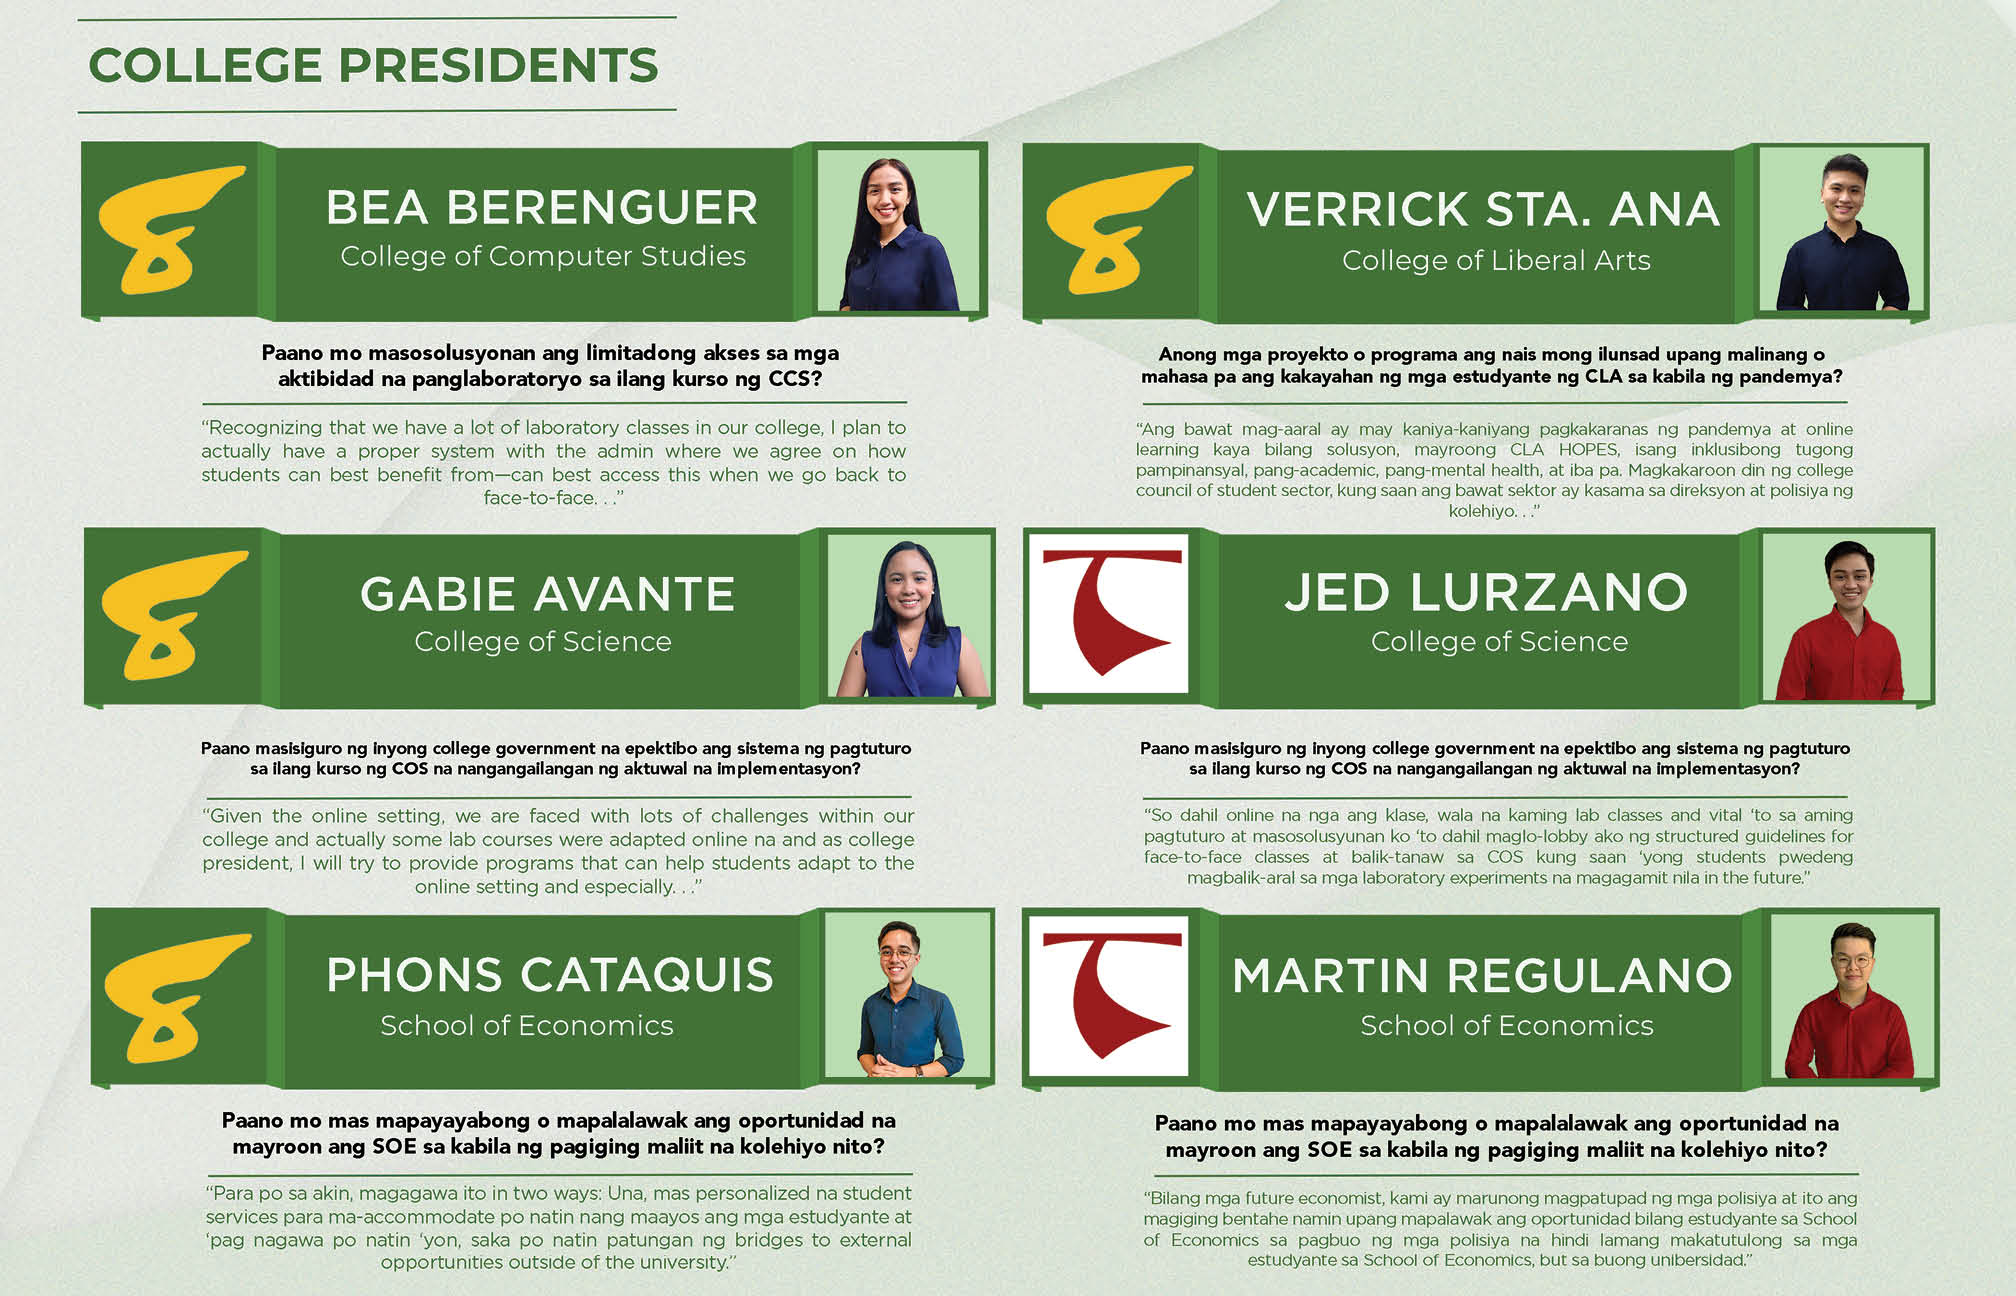 COLLEGE PRESIDENTS
BEA BERENGUER
College of Computer Studies
Paano mo masosolusyonan ang limitadong akses sa mga
aktibidad na panglaboratoryo sa ilang kurso ng CCS?
“Recognizing that we have a lot of laboratory classes in our college, I plan to
actually have a proper system with the admin where we agree on how
students can best benefit from—can best access this when we go back to
face-to-face. . .”
VERRICK STA. ANA
College of Liberal Arts
Anong mga proyekto o programa ang nais mong ilunsad upang malinang o
mahasa pa ang kakayahan ng mga estudyante ng CLA sa kabila ng pandemya?
“Ang bawat mag-aaral ay may kaniya-kaniyang pagkakaranas ng pandemya at online
learning kaya bilang solusyon, mayroong CLA HOPES, isang inklusibong tugong
pampinansyal, pang-academic, pang-mental health, at iba pa. Magkakaroon din ng college
council of student sector, kung saan ang bawat sektor ay kasama sa direksyon at polisiya ng
kolehiyo. . .”
GABIE AVANTE
College of Science
Paano masisiguro ng inyong college government na epektibo ang sistema ng pagtuturo
sa ilang kurso ng COS na nangangailangan ng aktuwal na implementasyon?
“Given the online setting, we are faced with lots of challenges within our
college and actually some lab courses were adapted online na and as college
president, I will try to provide programs that can help students adapt to the
online setting and especially. . .”
JED LURZANO
College of Science
Paano masisiguro ng inyong college government na epektibo ang sistema ng pagtuturo
sa ilang kurso ng COS na nangangailangan ng aktuwal na implementasyon?
“So dahil online na nga ang klase, wala na kaming lab classes and vital ‘to sa aming
pagtuturo at masosolusyunan ko ‘to dahil maglo-lobby ako ng structured guidelines for
face-to-face classes at balik-tanaw sa COS kung saan ‘yong students pwedeng
magbalik-aral sa mga laboratory experiments na magagamit nila in the future.”
PHONS CATAQUIS
School of Economics
Paano mo mas mapayayabong o mapalalawak ang oportunidad na
mayroon ang SOE sa kabila ng pagiging maliit na kolehiyo nito?
“Para po sa akin, magagawa ito in two ways: Una, mas personalized na student
services para ma-accommodate po natin nang maayos ang mga estudyante at
‘pag nagawa po natin ‘yon, saka po natin patungan ng bridges to external
opportunities outside of the university.”
MARTIN REGULANO
School of Economics
Paano mo mas mapayayabong o mapalalawak ang oportunidad na
mayroon ang SOE sa kabila ng pagiging maliit na kolehiyo nito?
“Bilang mga future economist, kami ay marunong magpatupad ng mga polisiya at ito ang
magiging bentahe namin upang mapalawak ang oportunidad bilang estudyante sa School
of Economics sa pagbuo ng mga polisiya na hindi lamang makatutulong sa mga
estudyante sa School of Economics, but sa buong unibersidad.”